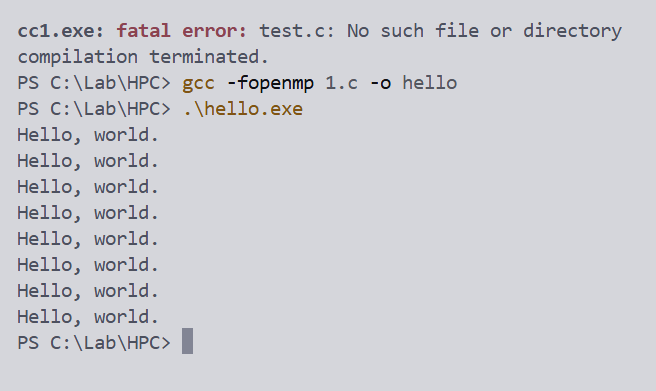 cc1.exe: fatal error: test.c: No such file or directory
compilation terminated.
PS C:\Lab\HPC> gcc -fopenmp 1.c -o hello
PS C:\Lab\HPC> .\hello.exe
Hello, world.
Hello, world.
Hello, world.
Hello, world.
Hello, world.
Hello, world.
Hello, world.
Hello, world.
PS C:\Lab\HPC>